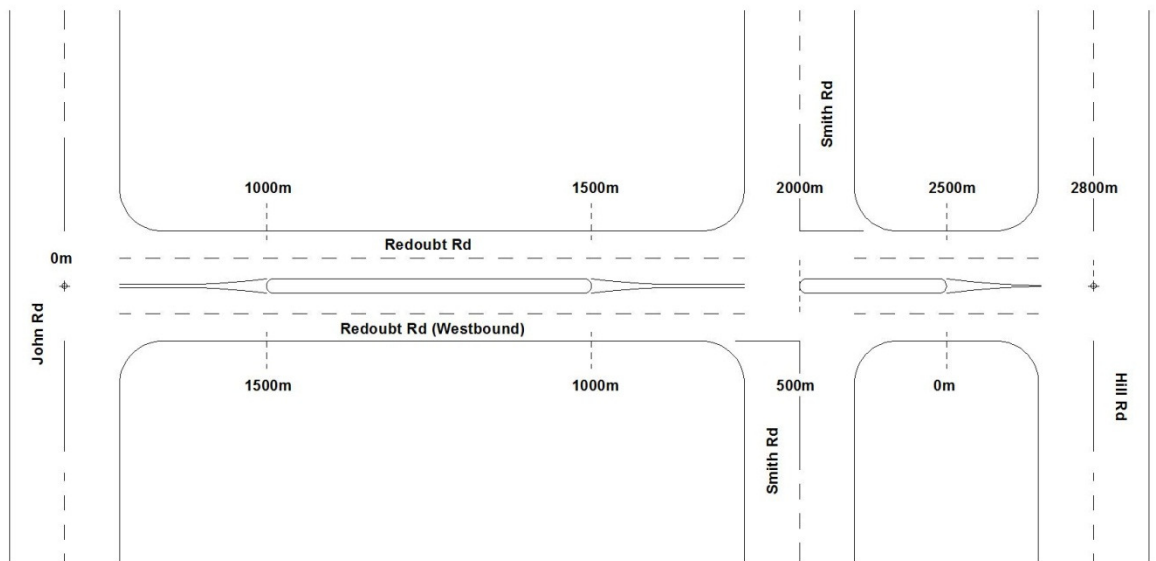 Smith Rd
1000m
1500m
2000m
2500m
2800m
Redoubt Rd
0m
John Rd
Redoubt Rd (Westbound)
1500m
1000m
500m
0m
Hill Rd
Smith Rd